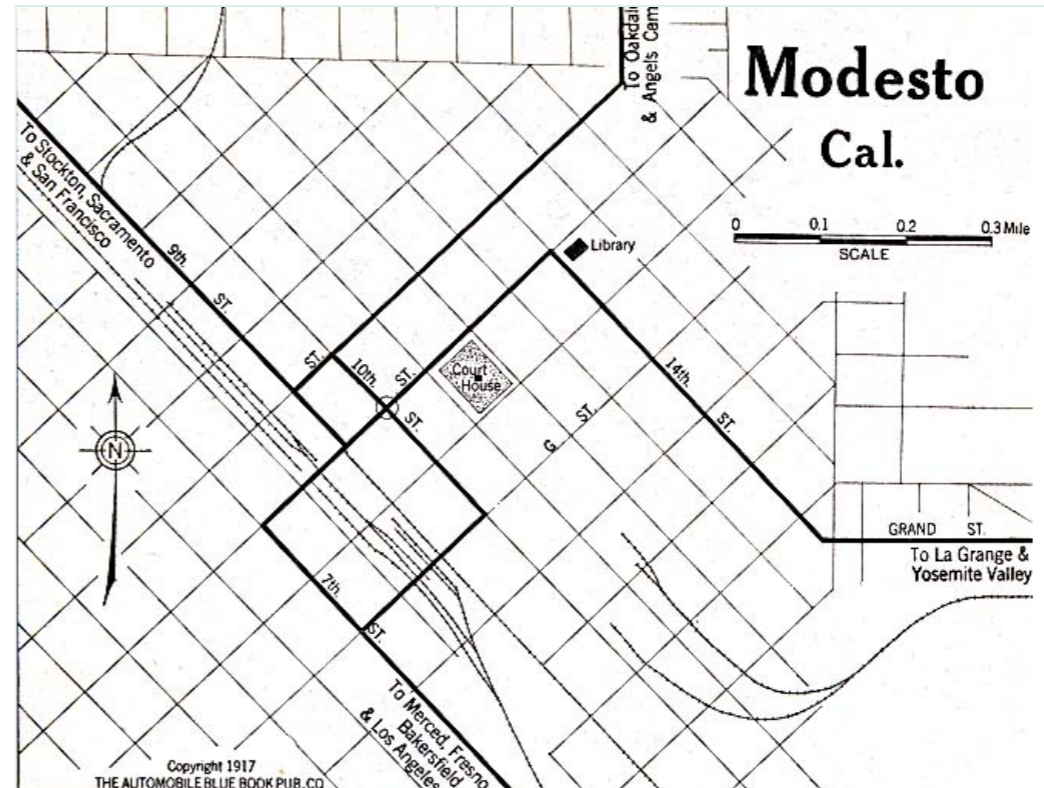 To Oakdale
& Angels Cam
Modesto
Cal.
To Stockton, Sacramento
& San Francisco
0 0.1 0.2 0.3 Mile
SCALE
Library
9th.
ST.
ST.
10th.
ST.
ST.
Court
House
14th.
ST.
G ST.
N
GRAND ST.
To La Grange &
Yosemite Valley
7th.
ST.
To Merced, Fresno
Bakersfield
& Los Angeles
Copyright 1917
THE AUTOMOBILE BLUE BOOK PUB. CO